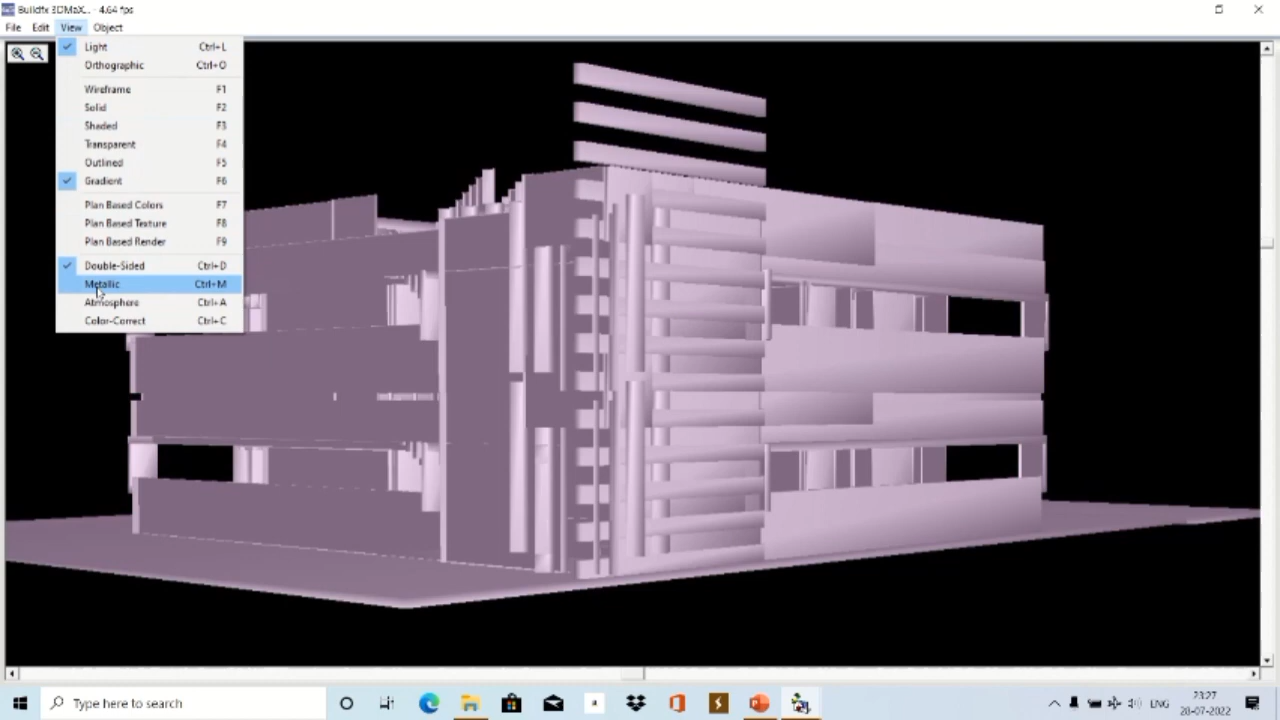 Buildfx 3DMaX... - 4.64 fps
File Edit View Object
Light Ctrl+L
Orthographic Ctrl+O
Wireframe F1
Solid F2
Shaded F3
Transparent F4
Outlined F5
Gradient F6
Plan Based Colors F7
Plan Based Texture F8
Plan Based Render F9
Double-Sided Ctrl+D
Metallic Ctrl+M
Atmosphere Ctrl+A
Color-Correct Ctrl+C
Type here to search
ENG
23:27
28-07-2022